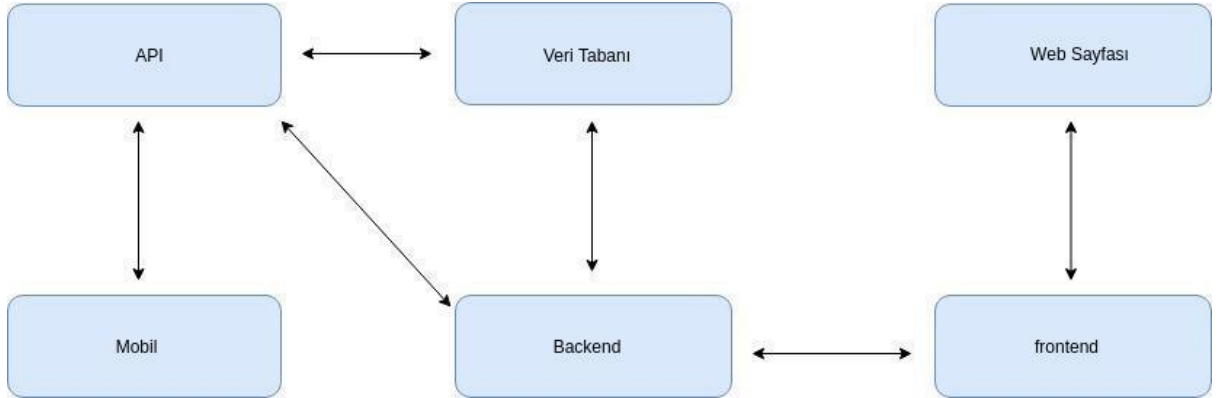 API
Veri Tabanı
Web Sayfası
Mobil
Backend
frontend